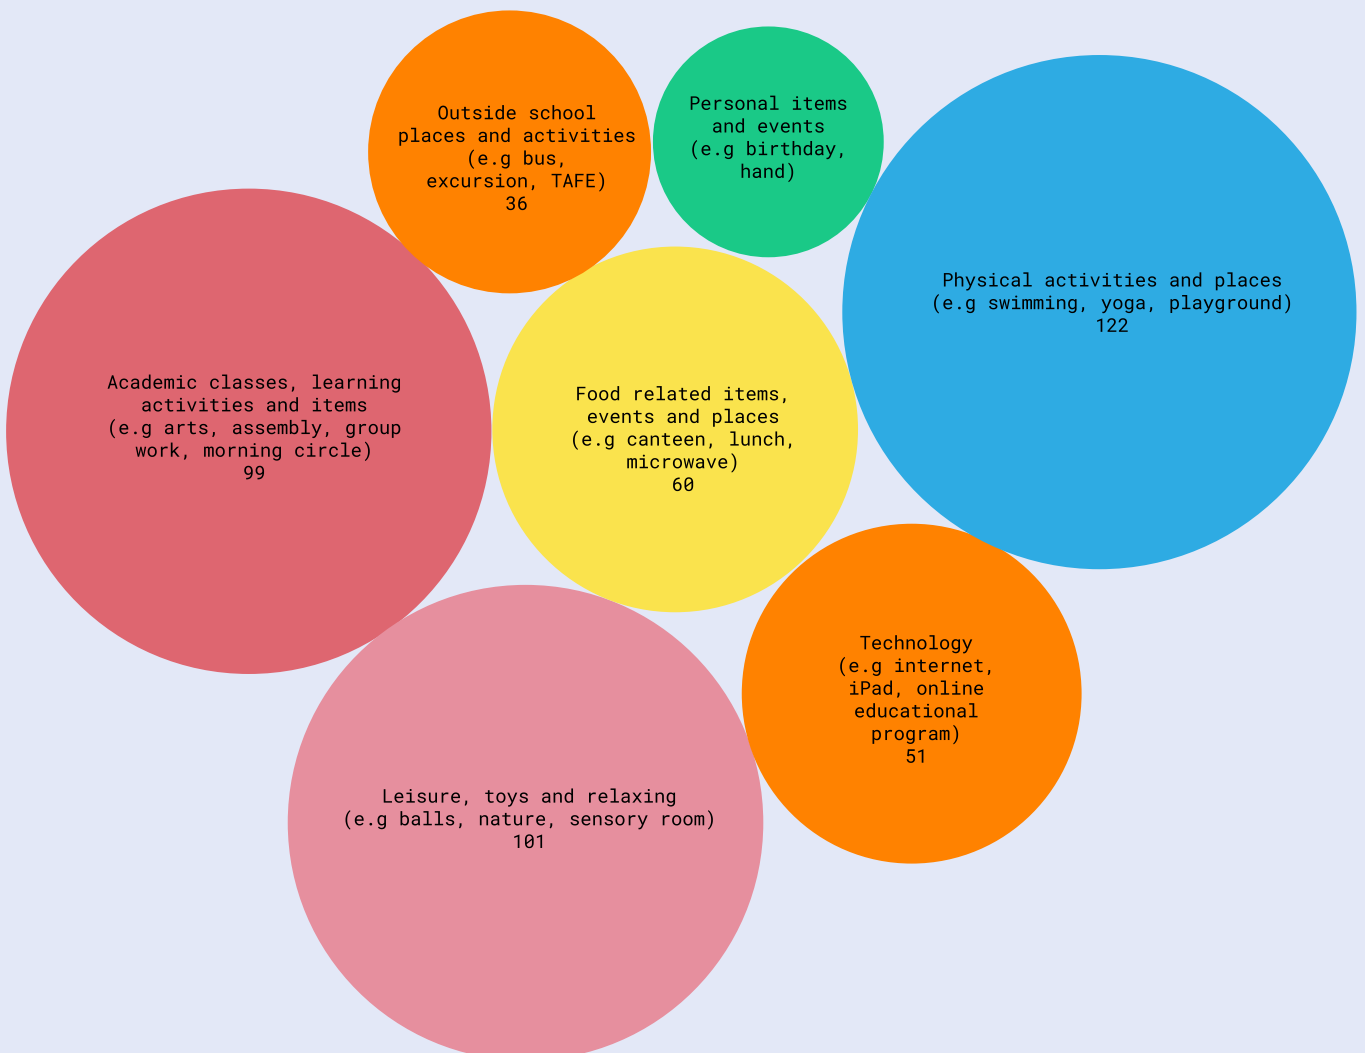 Outside school
places and activities
(e.g bus,
excursion, TAFE)
36
Personal items
and events
(e.g birthday,
hand)
Physical activities and places
(e.g swimming, yoga, playground)
122
Academic classes, learning
activities and items
(e.g arts, assembly, group
work, morning circle)
99
Food related items,
events and places
(e.g canteen, lunch,
microwave)
60
Technology
(e.g internet,
iPad, online
educational
program)
51
Leisure, toys and relaxing
(e.g balls, nature, sensory room)
101